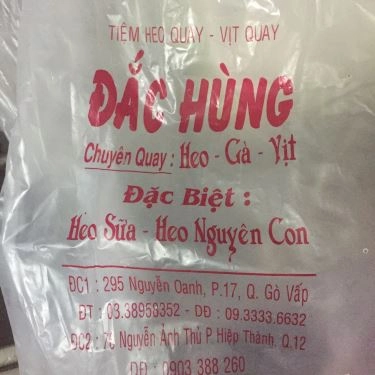 TIỆM HEO QUAY - VỊT QUAY
ĐẮC HÙNG
Chuyên Quay : Heo - Gà - Vịt
Đặc Biệt :
Heo Sữa - Heo Nguyên Con
ĐC1 : 295 Nguyễn Oanh, P.17, Q. Gò Vấp
ĐT : 03.38959352 - DĐ : 09.3333.6632
ĐC2 : Nguyễn Ảnh Thủ P Hiệp Thành, Q.12
DĐ : 0903 388 260